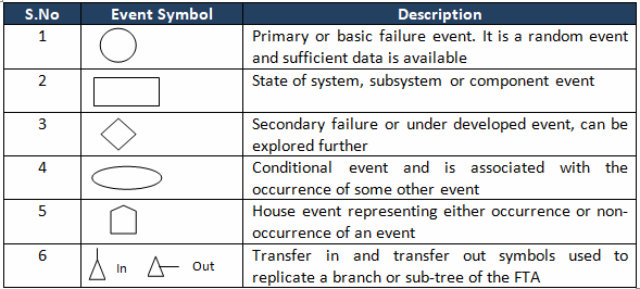 S.No Event Symbol Description
1 Primary or basic failure event. It is a random event
and sufficient data is available
2 State of system, subsystem or component event
3 Secondary failure or under developed event, can be
explored further
4 Conditional event and is associated with the
occurrence of some other event
5 House event representing either occurrence or non-
occurrence of an event
6 In Out Transfer in and transfer out symbols used to
replicate a branch or sub-tree of the FTA